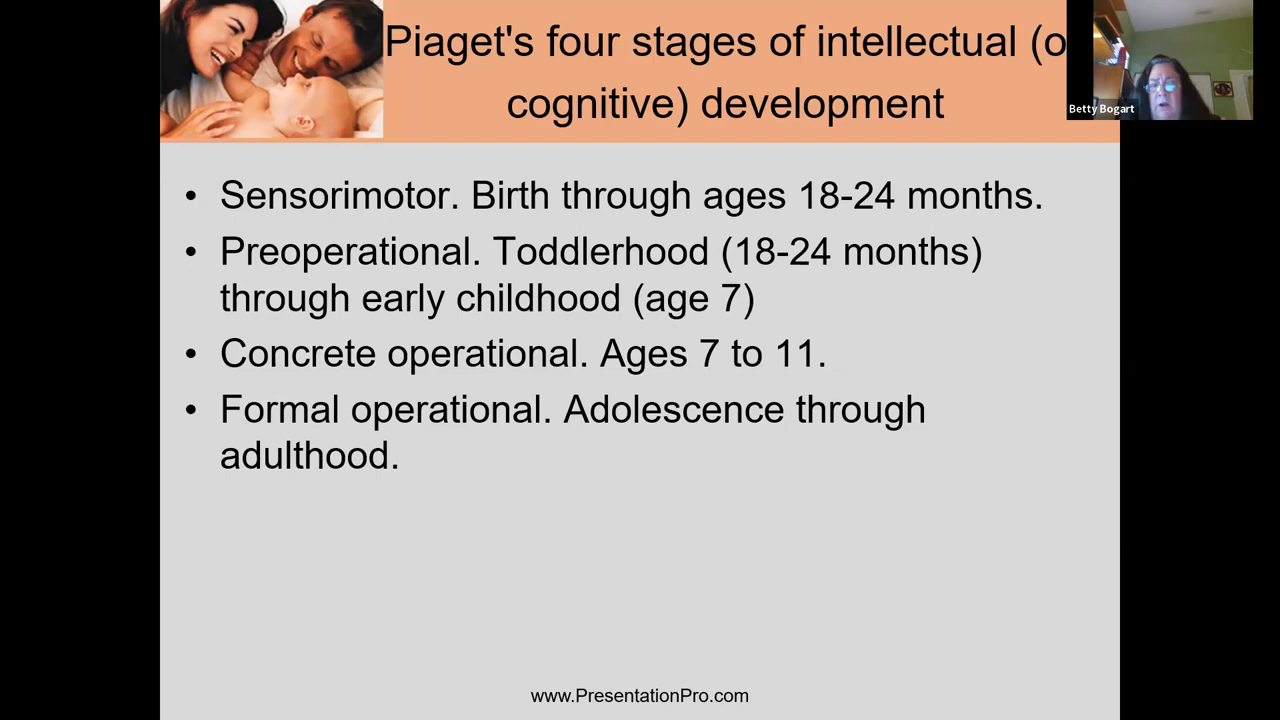 Piaget's four stages of intellectual (o
cognitive) development
Betty Bogart
• Sensorimotor. Birth through ages 18-24 months.
• Preoperational. Toddlerhood (18-24 months)
through early childhood (age 7)
• Concrete operational. Ages 7 to 11.
• Formal operational. Adolescence through
adulthood.
www.PresentationPro.com